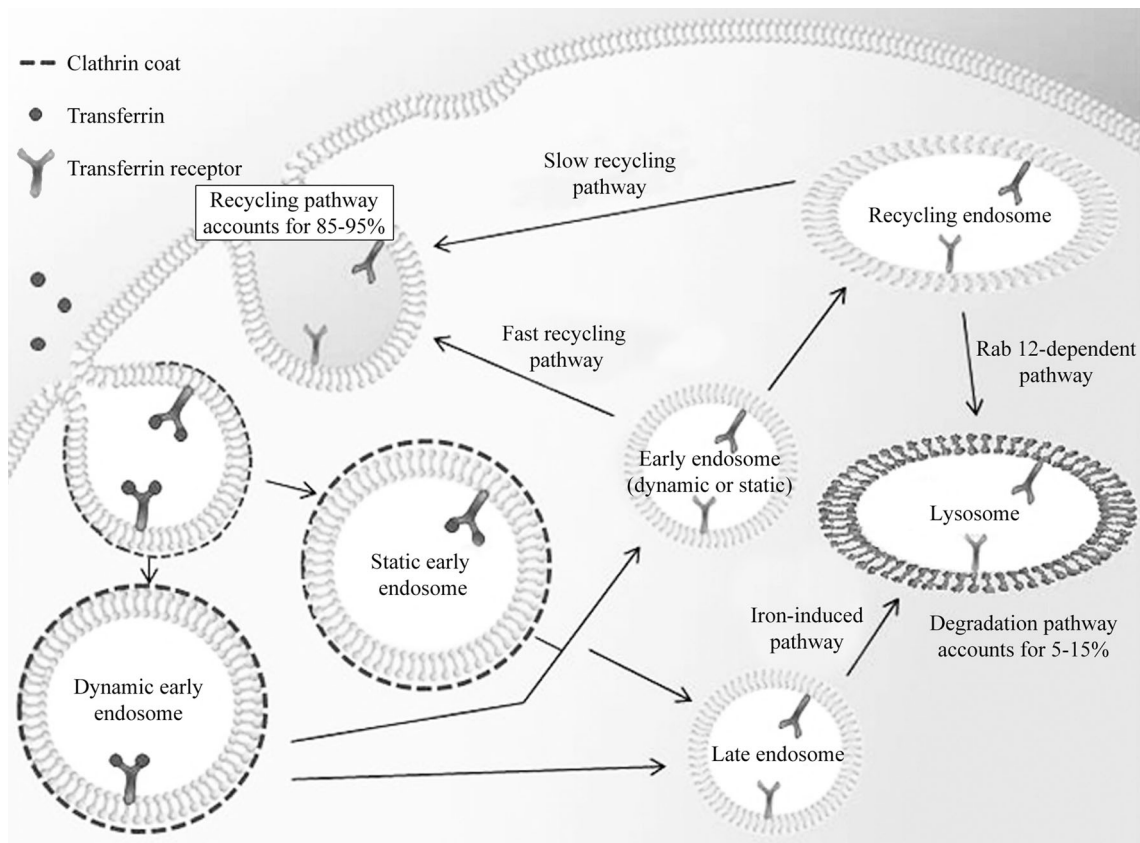 Clathrin coat
Transferrin
Transferrin receptor
Recycling pathway
accounts for 85-95%
Slow recycling
pathway
Recycling endosome
Fast recycling
pathway
Rab 12-dependent
pathway
Early endosome
(dynamic or static)
Lysosome
Static early
endosome
Iron-induced
pathway
Degradation pathway
accounts for 5-15%
Dynamic early
endosome
Late endosome